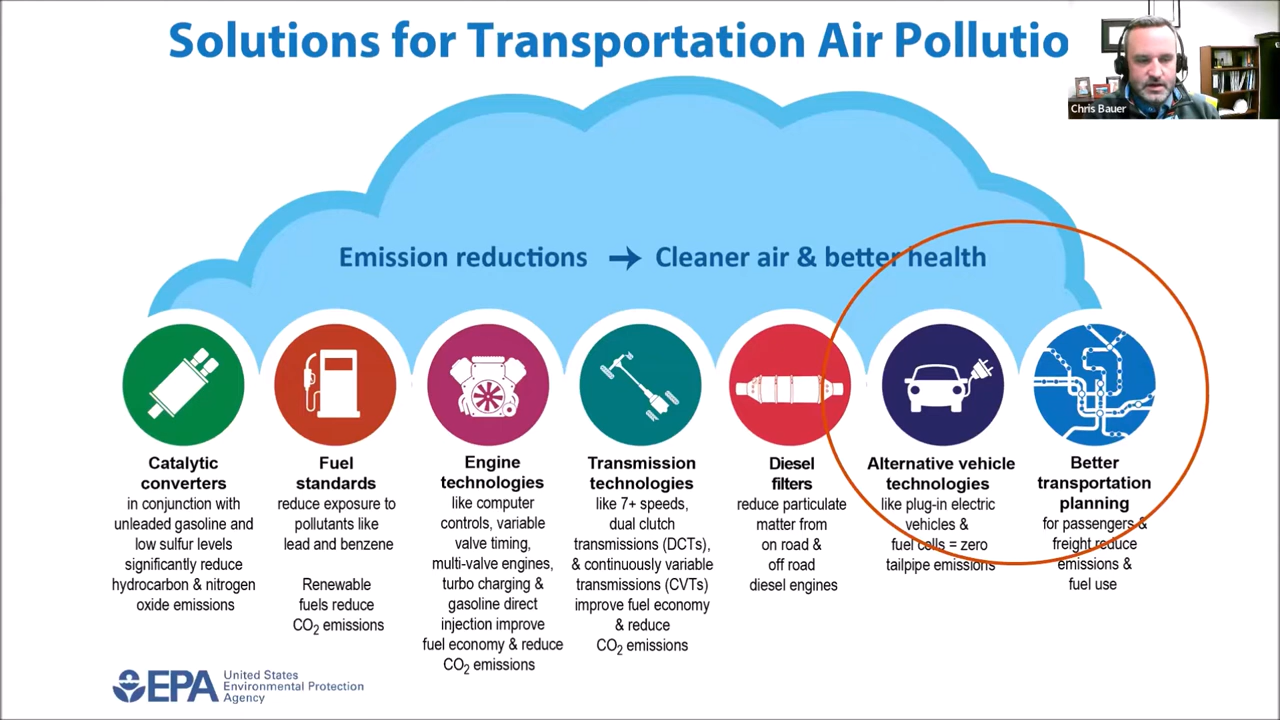 Solutions for Transportation Air Pollutio
Chris Bauer
Emission reductions → Cleaner air & better health
Catalytic
converters
in conjunction with
unleaded gasoline and
low sulfur levels
significantly reduce
hydrocarbon & nitrogen
oxide emissions
Fuel
standards
reduce exposure to
pollutants like
lead and benzene
Renewable
fuels reduce
CO2 emissions
Engine
technologies
like computer
controls, variable
valve timing,
multi-valve engines,
turbo charging &
gasoline direct
injection improve
fuel economy & reduce
CO2 emissions
Transmission
technologies
like 7+ speeds,
dual clutch
transmissions (DCTs),
& continuously variable
transmissions (CVTs)
improve fuel economy
& reduce
CO2 emissions
Diesel
filters
reduce particulate
matter from
on road &
off road
diesel engines
Alternative vehicle
technologies
like plug-in electric
vehicles &
fuel cells = zero
tailpipe emissions
Better
transportation
planning
for passengers &
freight reduce
emissions &
fuel use
EPA
United States
Environmental Protection
Agency